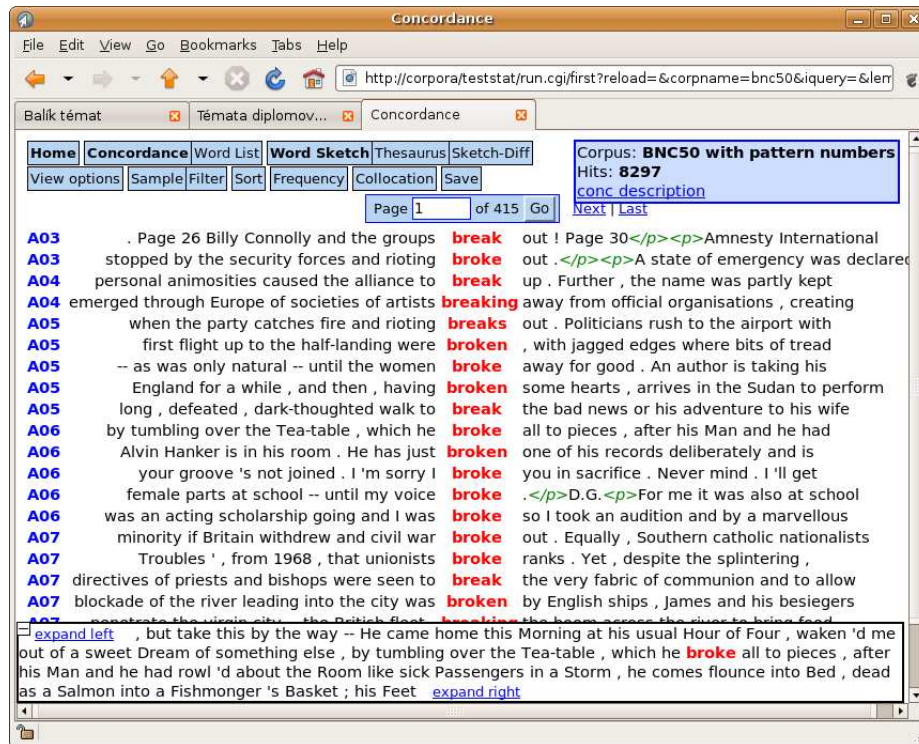 Concordance
File Edit View Go Bookmarks Tabs Help
http://corpora/teststat/run.cgi/first?reload=&corpname=bnc50&iquery=&len
Balík témat Témata diplomov... Concordance
Home Concordance Word List Word Sketch Thesaurus Sketch-Diff
View options Sample Filter Sort Frequency Collocation Save
Corpus: BNC50 with pattern numbers
Hits: 8297
conc description
Page 1 of 415 Go Next | Last
A03 . Page 26 Billy Connolly and the groups break out ! Page 30</p><p>Amnesty International
A03 stopped by the security forces and rioting broke out .</p><p>A state of emergency was declared
A04 personal animosities caused the alliance to break up . Further , the name was partly kept
A04 emerged through Europe of societies of artists breaking away from official organisations , creating
A05 when the party catches fire and rioting breaks out . Politicians rush to the airport with
A05 first flight up to the half-landing were broken , with jagged edges where bits of tread
A05 -- as was only natural -- until the women broke away for good . An author is taking his
A05 England for a while , and then , having broken some hearts , arrives in the Sudan to perform
A05 long , defeated , dark-thoughted walk to break the bad news or his adventure to his wife
A06 by tumbling over the Tea-table , which he broke all to pieces , after his Man and he had
A06 Alvin Hanker is in his room . He has just broken one of his records deliberately and is
A06 your groove 's not joined . I 'm sorry I broke you in sacrifice . Never mind . I 'll get
A06 female parts at school -- until my voice broke .</p>D.G.<p>For me it was also at school
A06 was an acting scholarship going and I was broke so I took an audition and by a marvellous
A07 minority if Britain withdrew and civil war broke out . Equally , Southern catholic nationalists
A07 Troubles ' , from 1968 , that unionists broke ranks . Yet , despite the splintering ,
A07 directives of priests and bishops were seen to break the very fabric of communion and to allow
A07 blockade of the river leading into the city was broken by English ships , James and his besiegers
A07 penetrate the virgin city , the British fleet breaking the boom across the river to bring food
expand left , but take this by the way -- He came home this Morning at his usual Hour of Four , waken 'd me
out of a sweet Dream of something else , by tumbling over the Tea-table , which he broke all to pieces , after
his Man and he had rowl 'd about the Room like sick Passengers in a Storm , he comes flounce into Bed , dead
as a Salmon into a Fishmonger 's Basket ; his Feet expand right